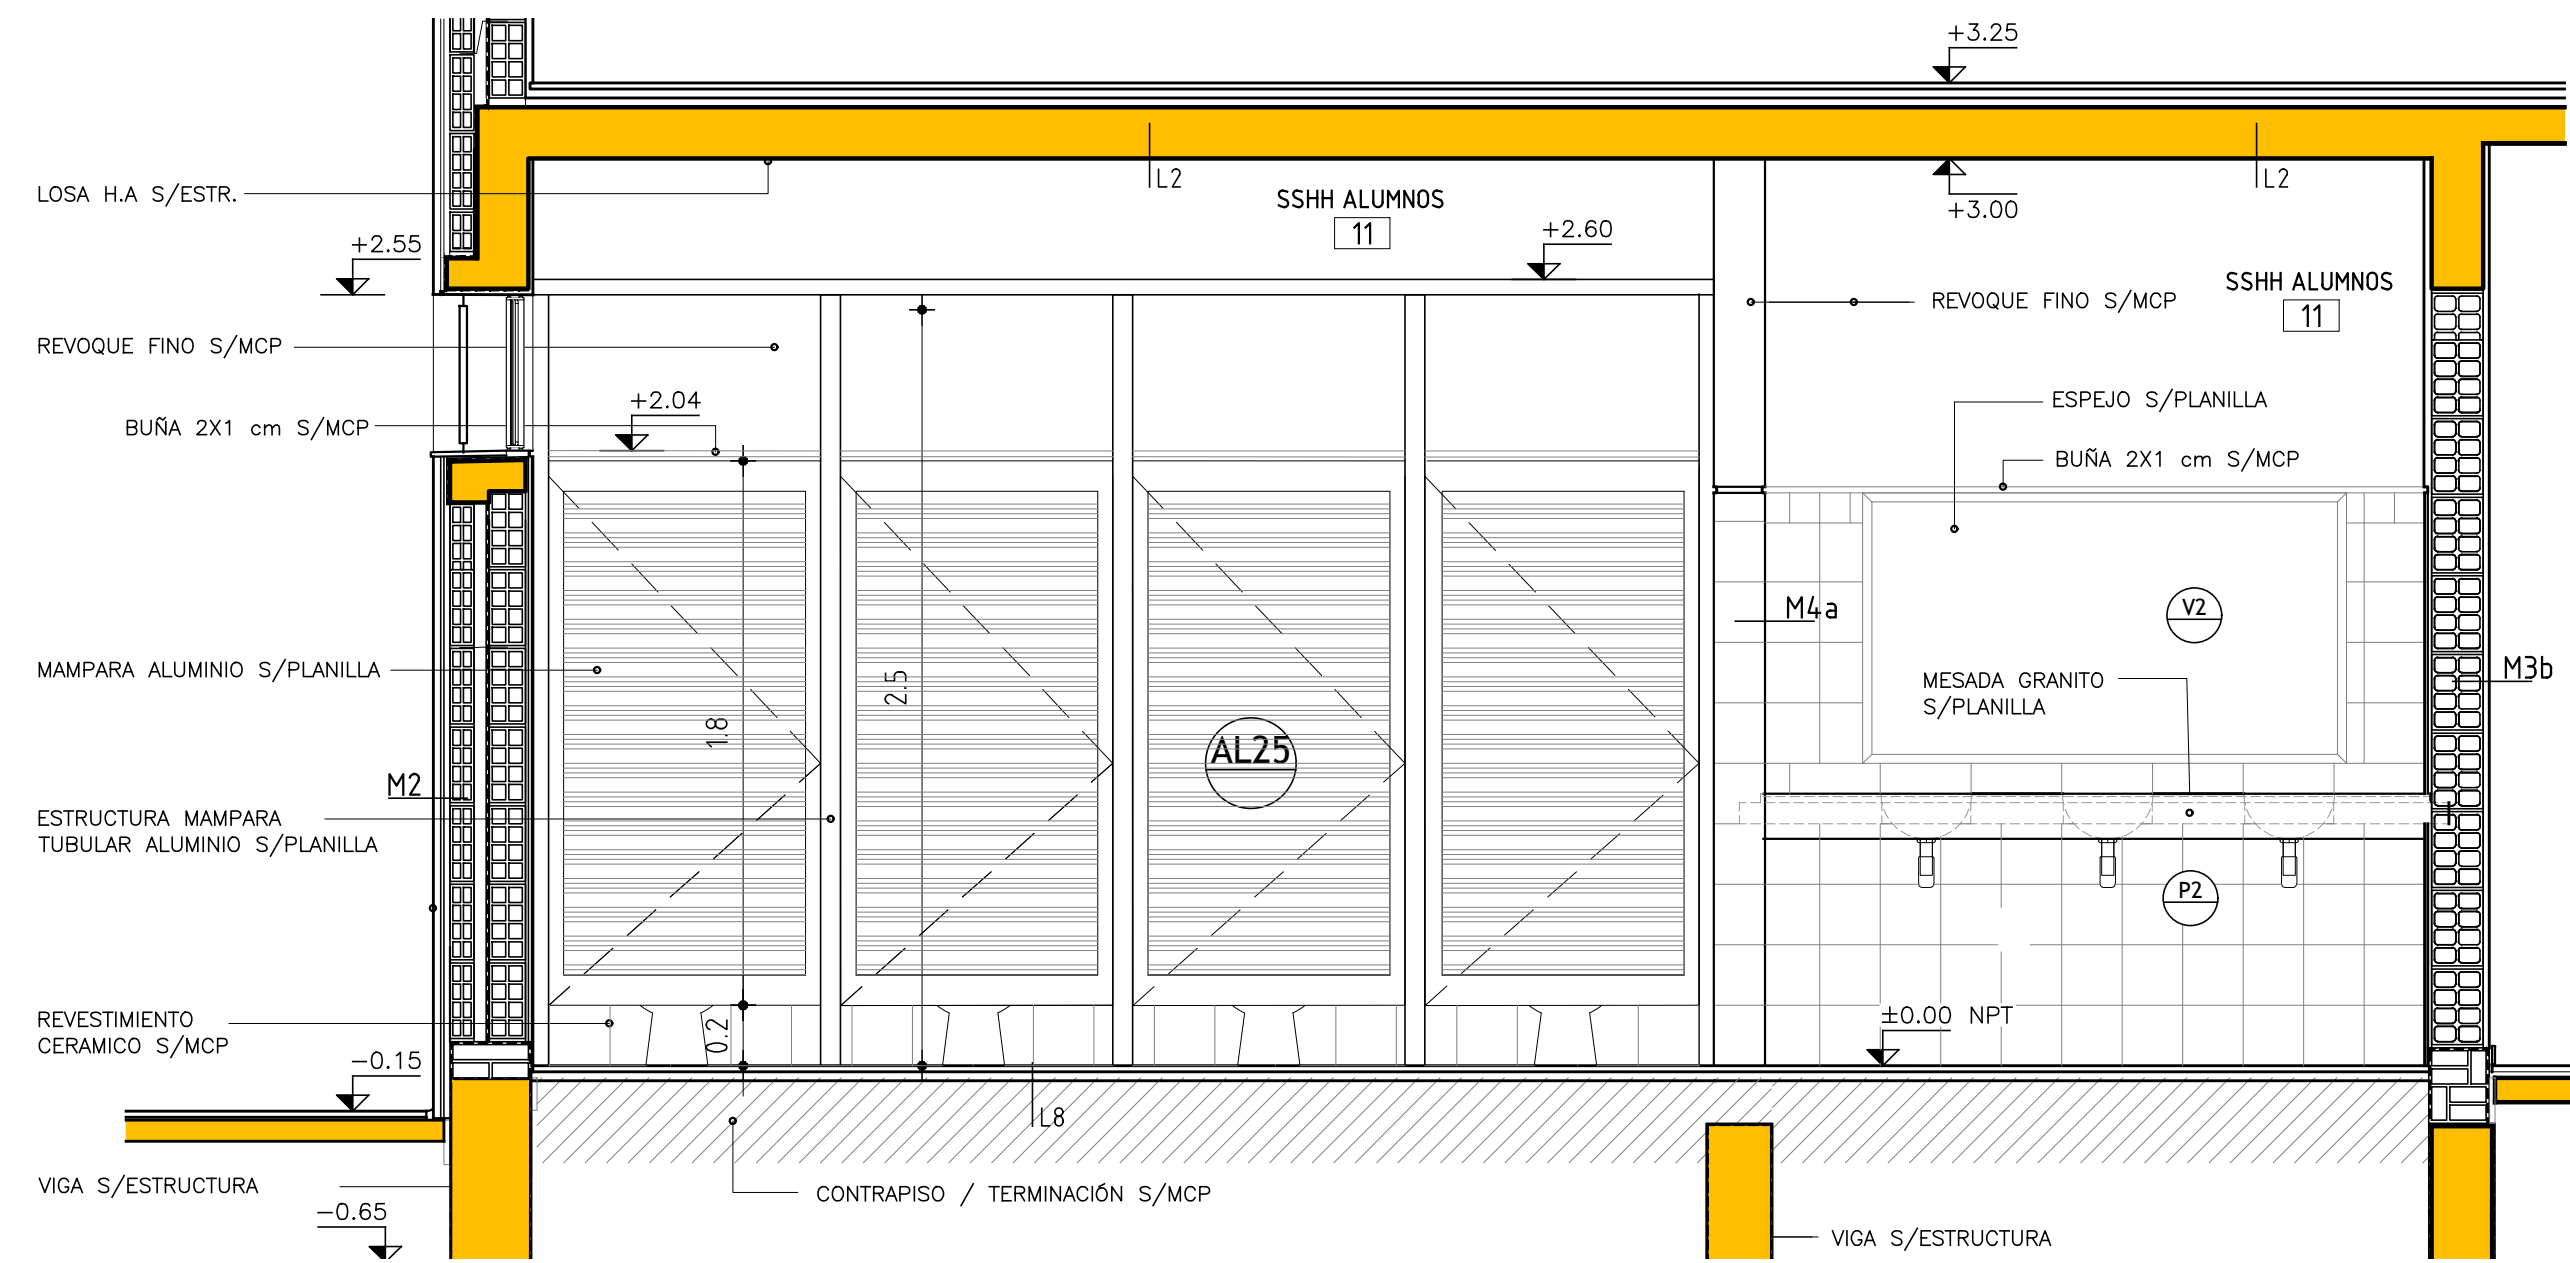 +3.25
LOSA H.A S/ESTR.
L2
L2
SSHH ALUMNOS
11
+3.00
+2.55
+2.60
SSHH ALUMNOS
11
REVOQUE FINO S/MCP
REVOQUE FINO S/MCP
+2.04
ESPEJO S/PLANILLA
BUÑA 2X1 cm S/MCP
BUÑA 2X1 cm S/MCP
V2
M4a
MAMPARA ALUMINIO S/PLANILLA
M3b
MESADA GRANITO
S/PLANILLA
2.5
1.8
AL25
M2
ESTRUCTURA MAMPARA
TUBULAR ALUMINIO S/PLANILLA
P2
REVESTIMIENTO
CERAMICO S/MCP
0.2
±0.00 NPT
-0.15
L8
VIGA S/ESTRUCTURA
CONTRAPISO / TERMINACIÓN S/MCP
-0.65
VIGA S/ESTRUCTURA